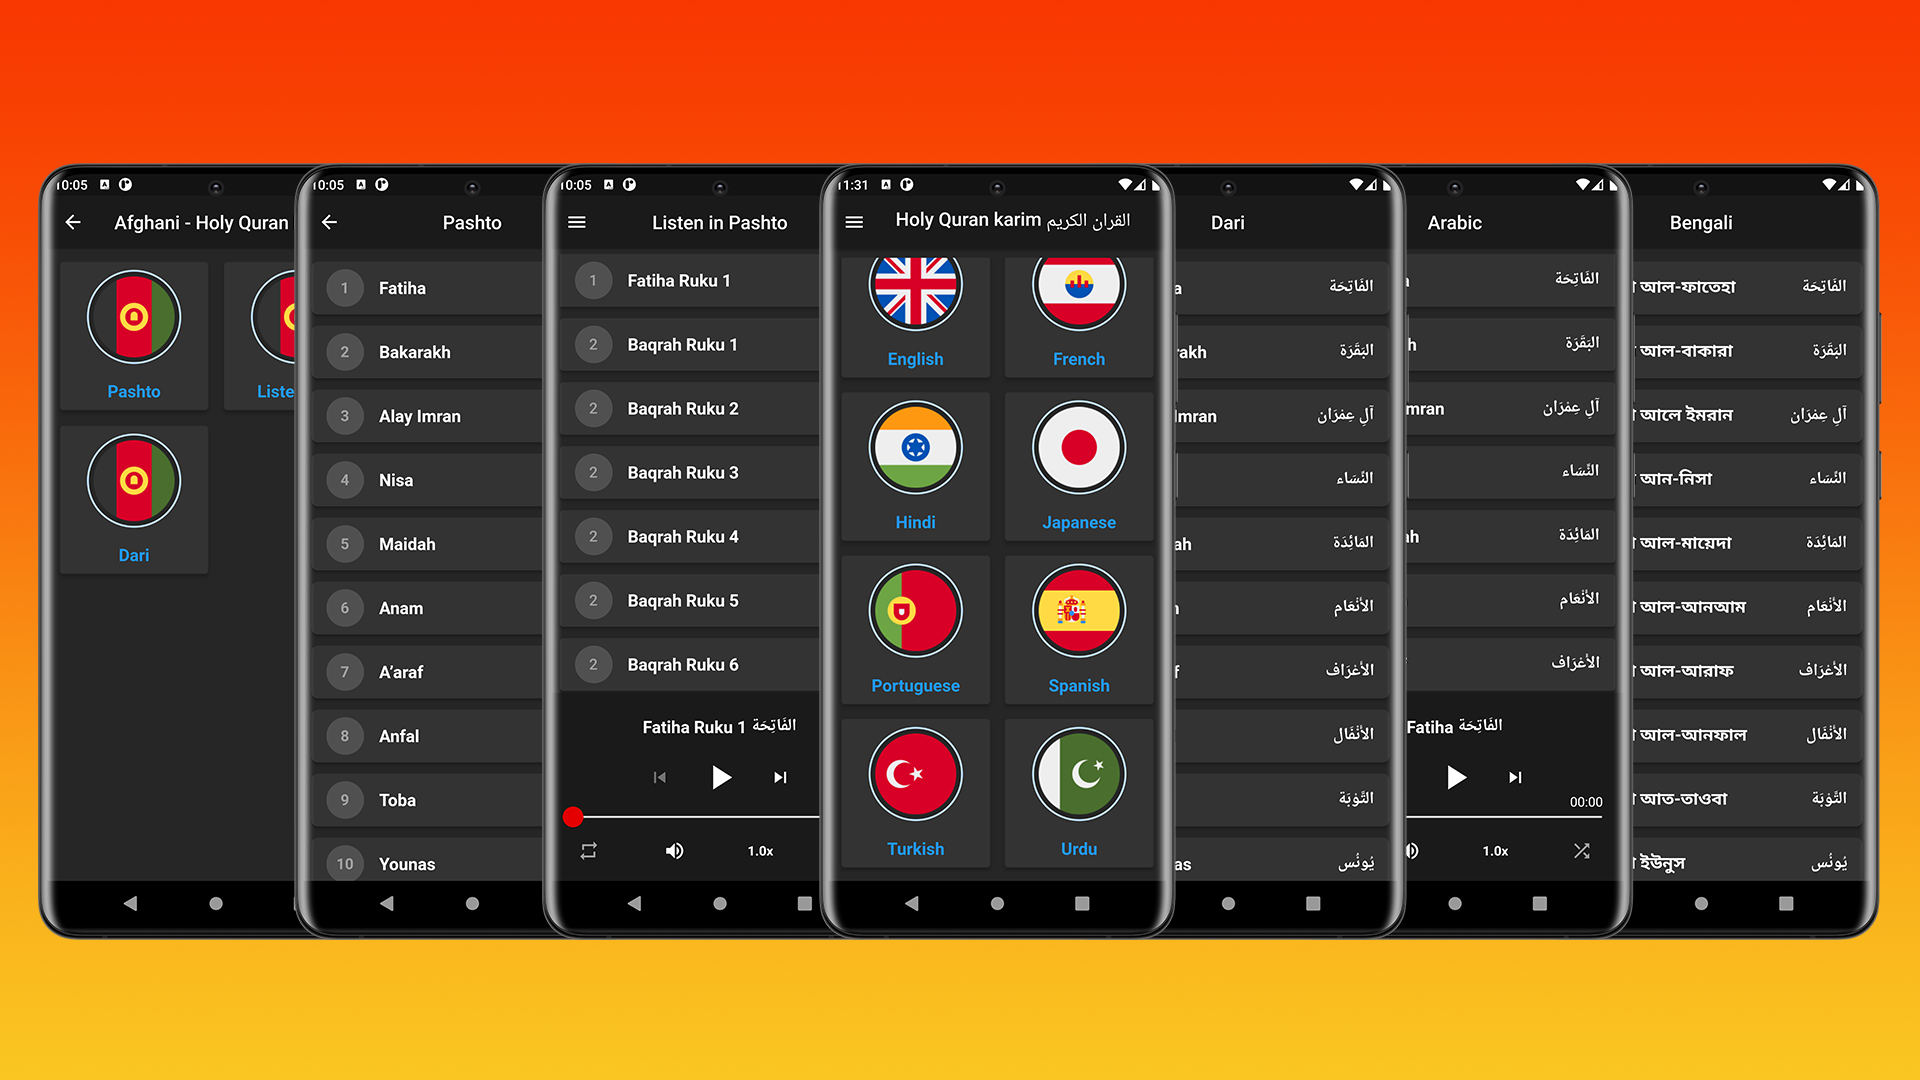 10:05
Afghani - Holy Quran
Pashto
Liste
Dari
10:05
Pashto
1 Fatiha
2 Bakarakh
3 Alay Imran
4 Nisa
5 Maidah
6 Anam
7 A’araf
8 Anfal
9 Toba
10 Younas
10:05
Listen in Pashto
1 Fatiha Ruku 1
2 Baqrah Ruku 1
2 Baqrah Ruku 2
2 Baqrah Ruku 3
2 Baqrah Ruku 4
2 Baqrah Ruku 5
2 Baqrah Ruku 6
Fatiha Ruku 1 الفَاتِحَة
1.0x
11:31
Holy Quran karim القران الكريم
English
French
Hindi
Japanese
Portuguese
Spanish
Turkish
Urdu
Dari
a الفَاتِحَة
rakh البَقَرَة
Imran آلِ عِمْرَان
النِّسَاء
ah المَائِدَة
الأَنْعَام
f الأَعْرَاف
الأَنْفَال
التَّوْبَة
as يُونُس
Arabic
الفَاتِحَة
h البَقَرَة
mran آلِ عِمْرَان
النِّسَاء
ah المَائِدَة
الأَنْعَام
الأَعْرَاف
Fatiha الفَاتِحَة
00:00
1.0x
Bengali
আল-ফাতেহা الفَاتِحَة
আল-বাকারা البَقَرَة
আলে ইমরান آلِ عِمْرَان
আন-নিসা النِّسَاء
আল-মায়েদা المَائِدَة
আল-আনআম الأَنْعَام
আল-আরাফ الأَعْرَاف
আল-আনফাল الأَنْفَال
আত-তাওবা التَّوْبَة
ইউনুস يُونُس